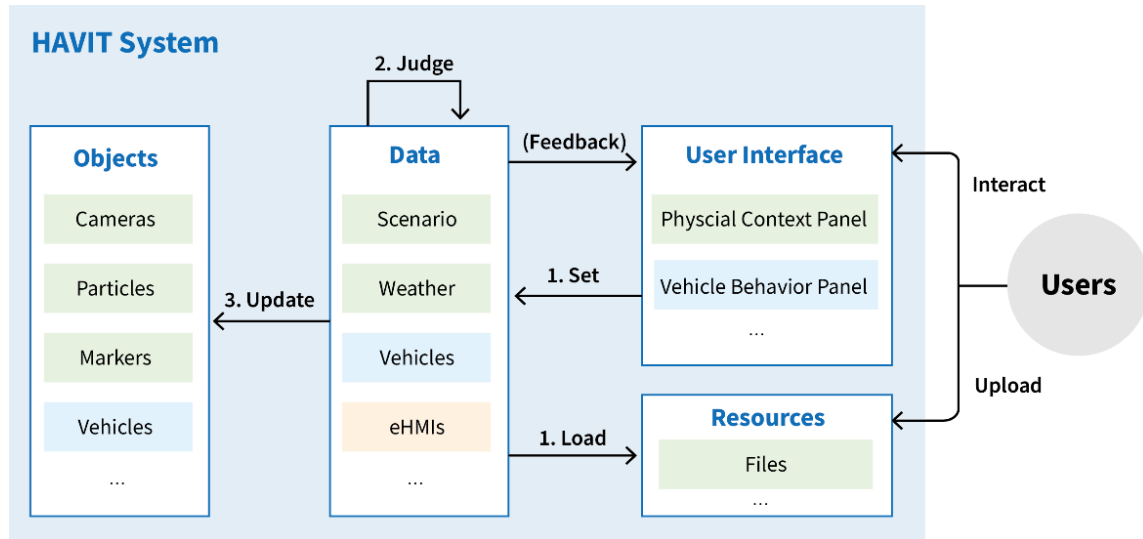 HAVIT System
2. Judge
Objects
Cameras
Particles
Markers
Vehicles
...
3. Update
Data
Scenario
Weather
Vehicles
eHMIs
...
(Feedback)
1. Set
1. Load
User Interface
Physcial Context Panel
Vehicle Behavior Panel
...
Resources
Files
...
Interact
Users
Upload